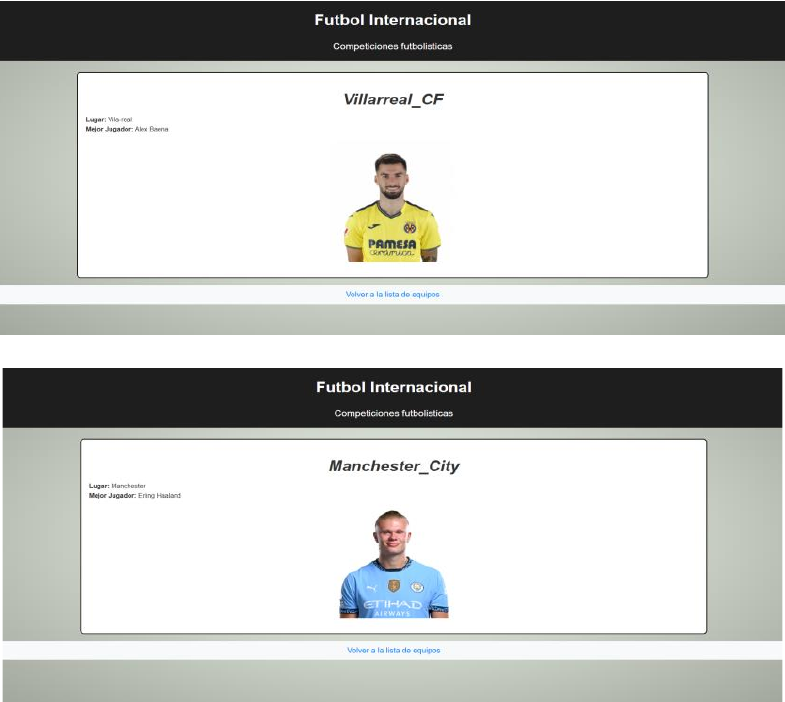 Futbol Internacional
Competiciones futbolisticas
Villarreal_CF
Lugar: Vila-real
Mejor Jugador: Alex Baena
PAMESA
cerámica
Volver a la lista de equipos
Futbol Internacional
Competiciones futbolisticas
Manchester_City
Lugar: Manchester
Mejor Jugador: Erling Haaland
ETIHAD
AIRWAYS
Volver a la lista de equipos